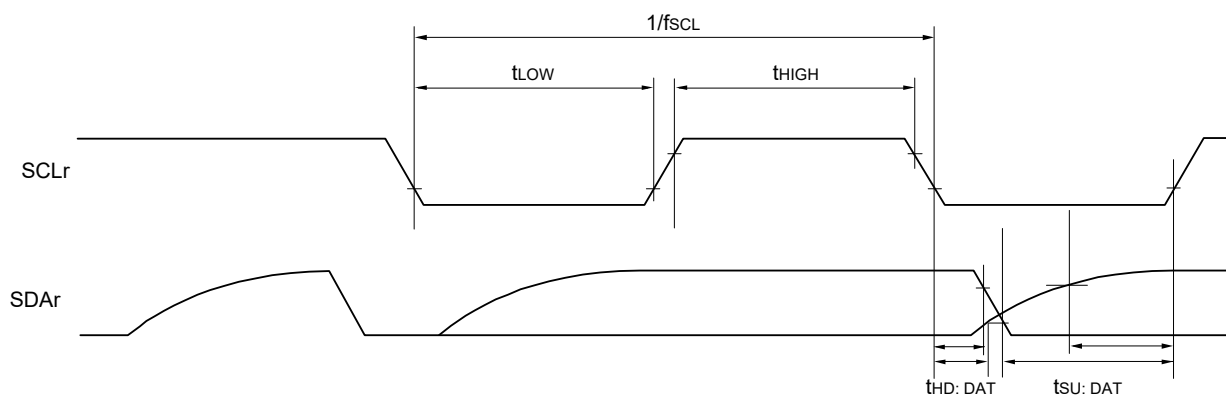 1/fSCL
tLOW
tHIGH
SCLr
SDAr
tHD: DAT
tSU: DAT